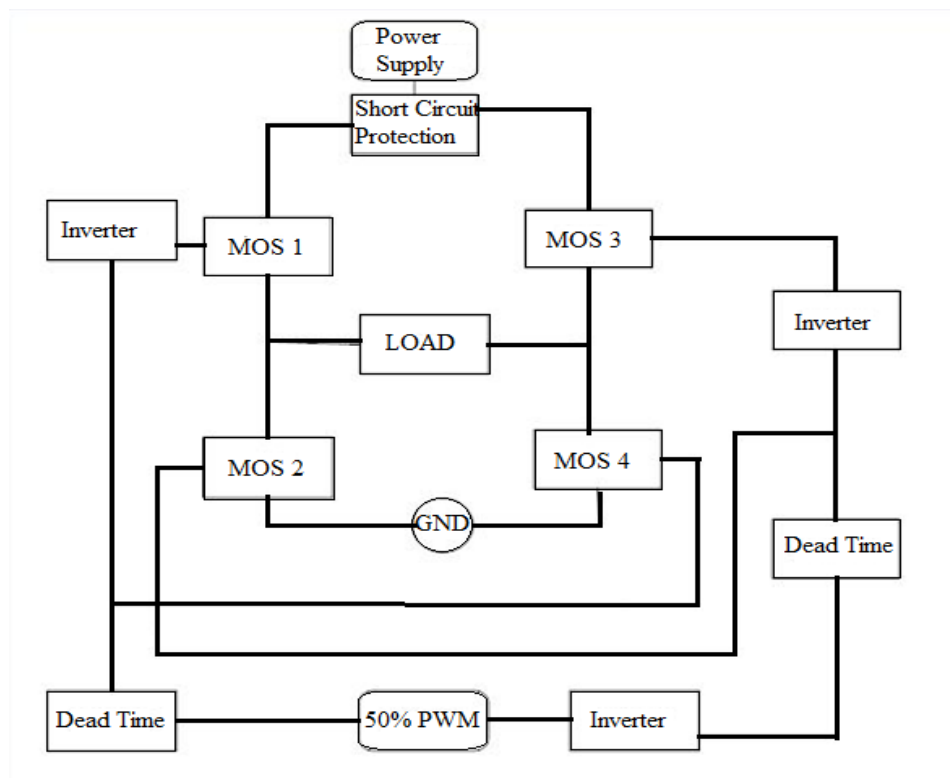 Power
Supply
Short Circuit
Protection
Inverter
MOS 1
MOS 3
Inverter
LOAD
MOS 2
MOS 4
GND
Dead Time
Dead Time
50% PWM
Inverter